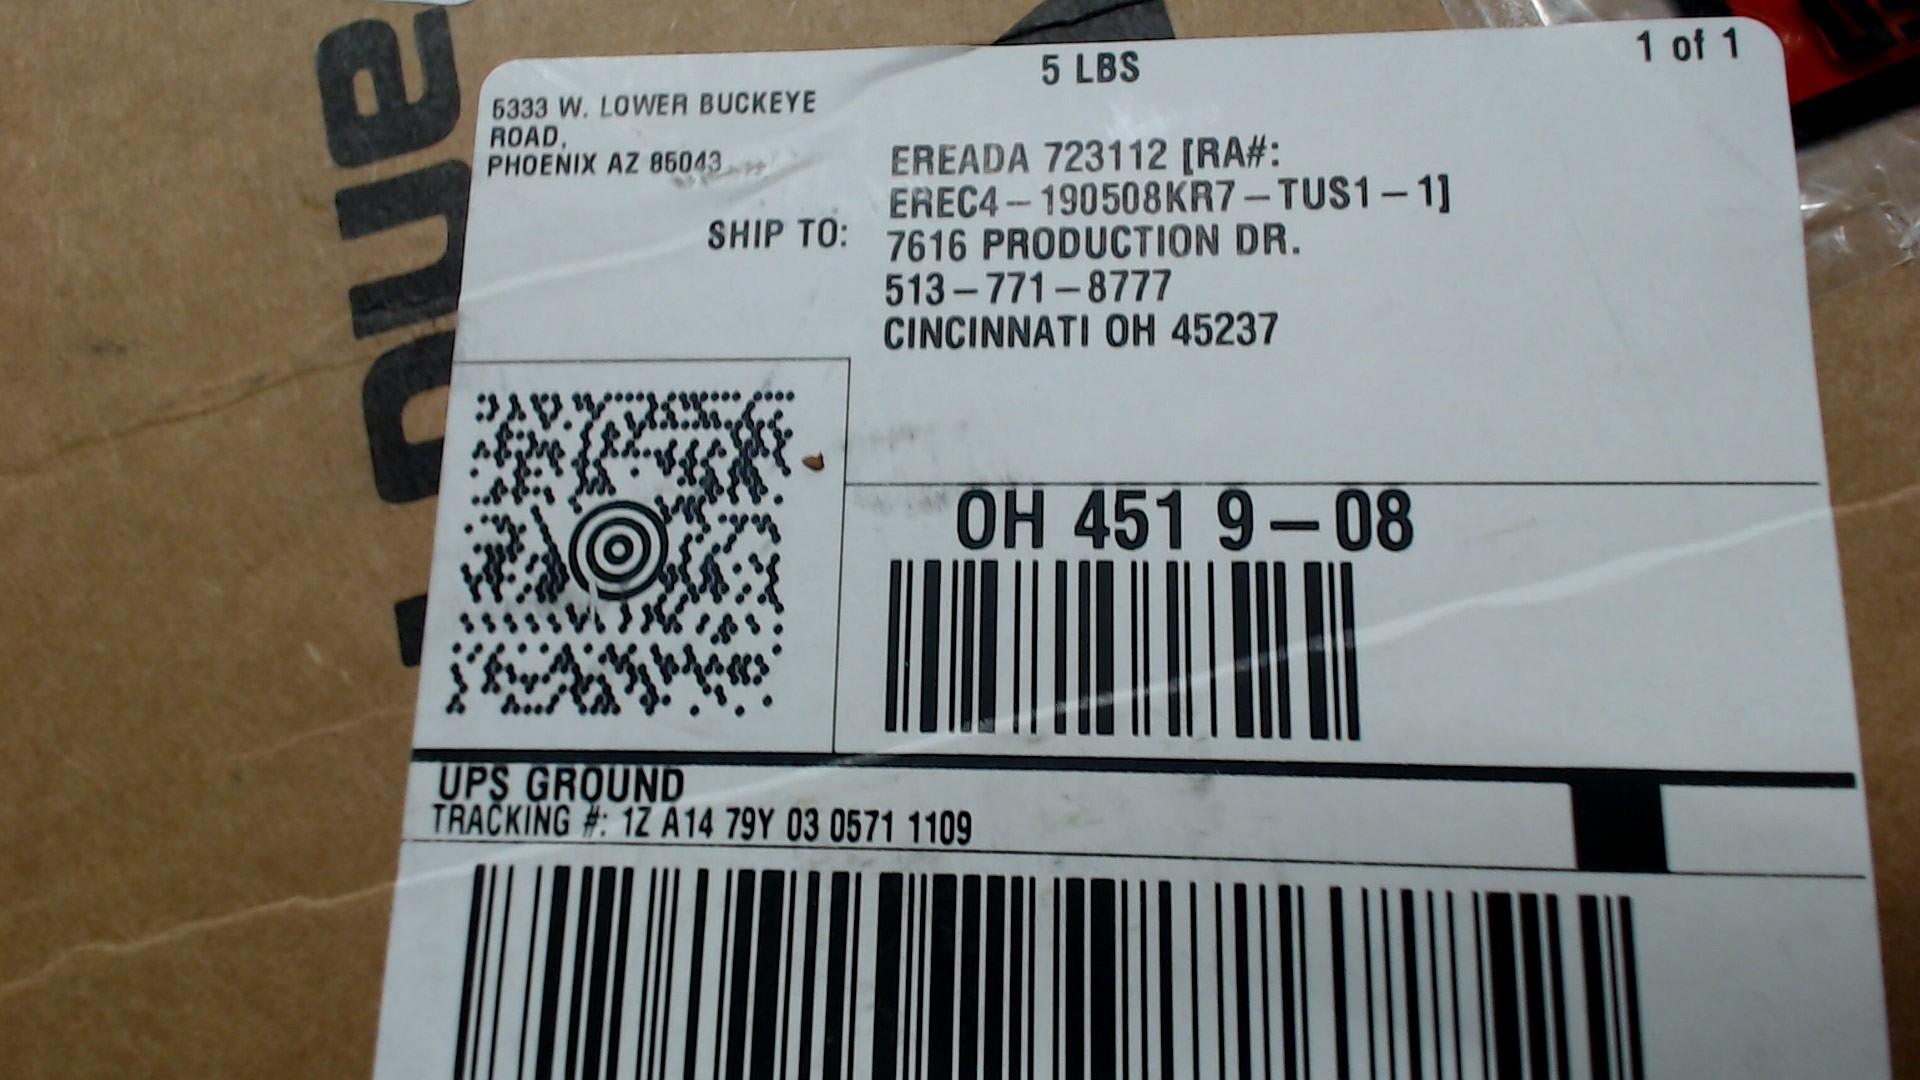 5 LBS
1 of 1
5333 W. LOWER BUCKEYE
ROAD,
PHOENIX AZ 85043
SHIP TO:
EREADA 723112 [RA#:
EREC4-190508KR7-TUS1-1]
7616 PRODUCTION DR.
513-771-8777
CINCINNATI OH 45237
OH 451 9-08
UPS GROUND
TRACKING #: 1Z A14 79Y 03 0571 1109